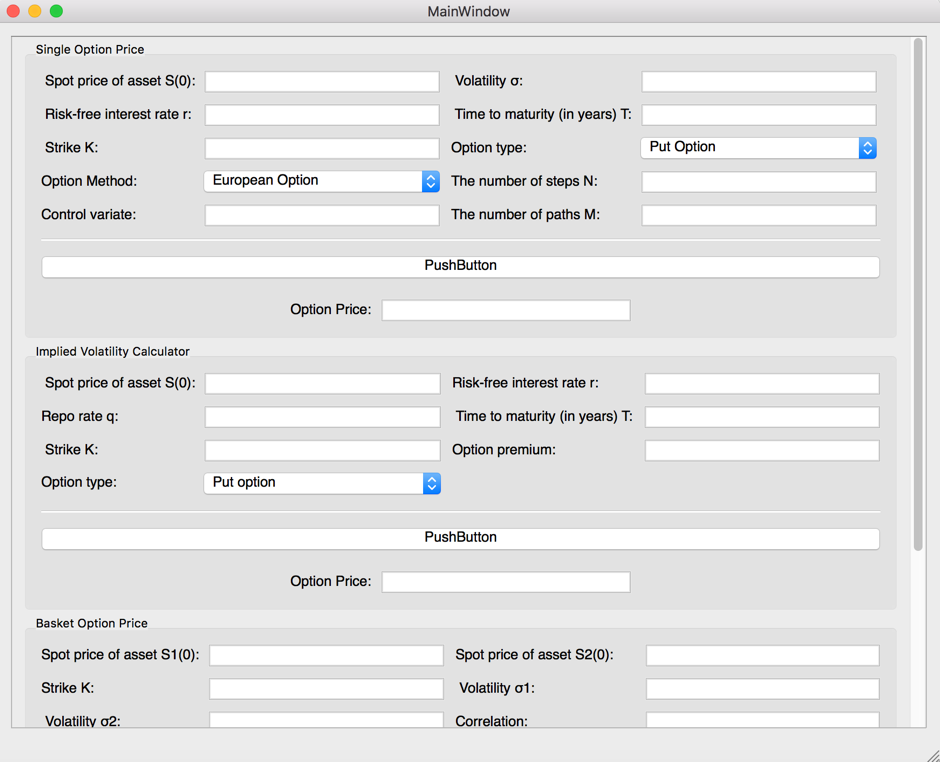 MainWindow
Single Option Price
Spot price of asset S(0): Volatility σ:
Risk-free interest rate r: Time to maturity (in years) T:
Strike K: Option type: Put Option
Option Method: European Option The number of steps N:
Control variate: The number of paths M:
PushButton
Option Price:
Implied Volatility Calculator
Spot price of asset S(0): Risk-free interest rate r:
Repo rate q: Time to maturity (in years) T:
Strike K: Option premium:
Option type: Put option
PushButton
Option Price:
Basket Option Price
Spot price of asset S1(0): Spot price of asset S2(0):
Strike K: Volatility σ1:
Volatility σ2: Correlation: